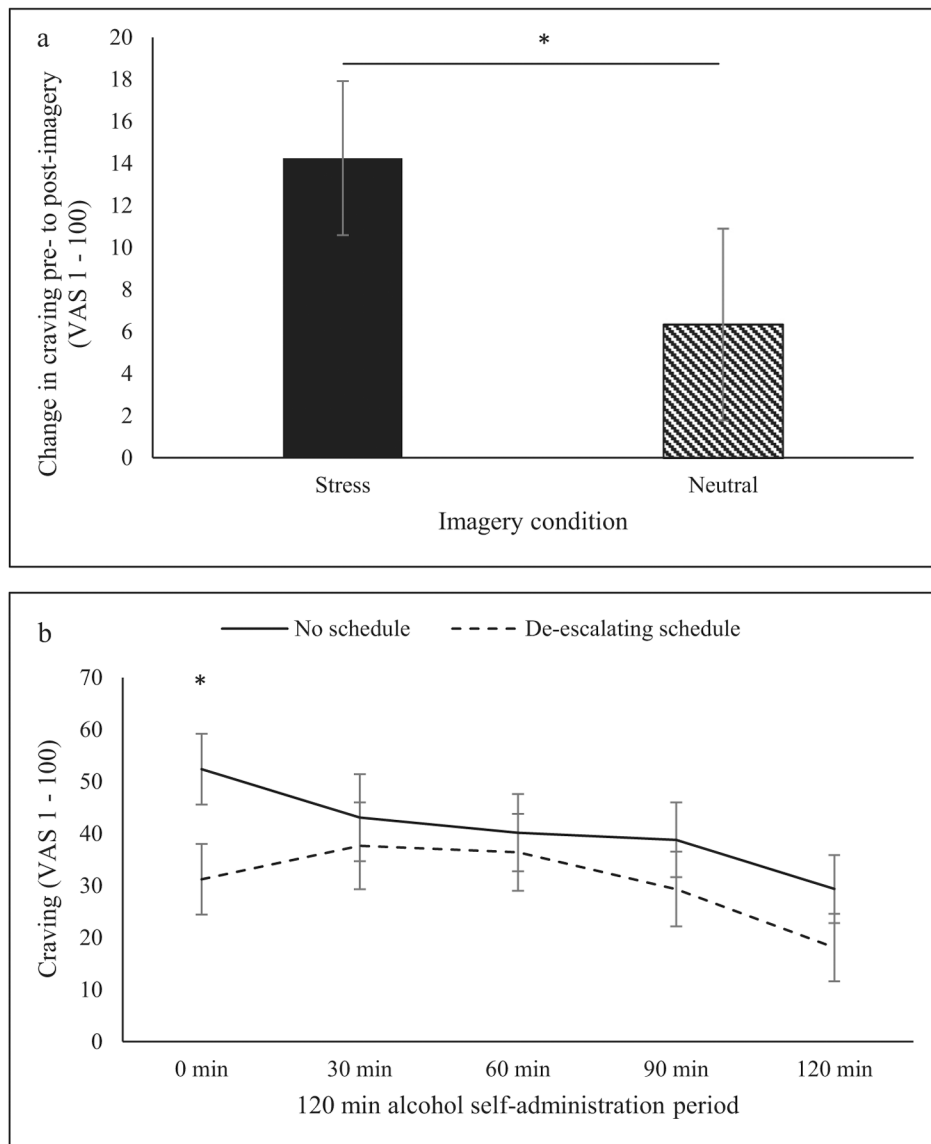 a
Change in craving pre- to post-imagery
(VAS 1 - 100)
20
18
16
14
12
10
8
6
4
2
0
*
Stress
Neutral
Imagery condition
b
No schedule
De-escalating schedule
Craving (VAS 1 - 100)
70
60
50
40
30
20
10
0
*
0 min
30 min
60 min
90 min
120 min
120 min alcohol self-administration period